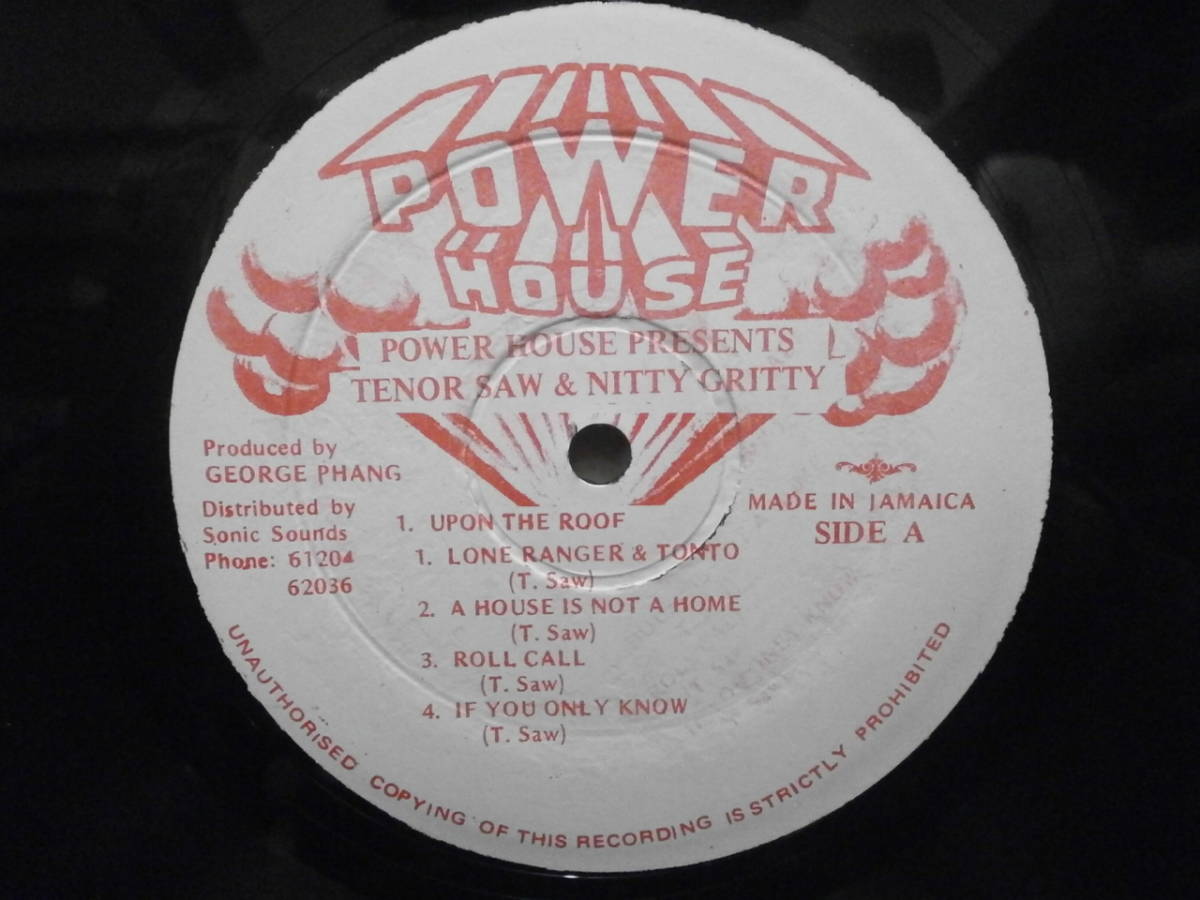 POWER
HOUSE
POWER HOUSE PRESENTS
TENOR SAW & NITTY GRITTY
Produced by
GEORGE PHANG
Distributed by
Sonic Sounds
Phone: 61204
62036
MADE IN JAMAICA
SIDE A
1. UPON THE ROOF
1. LONE RANGER & TONTO
(T. Saw)
2. A HOUSE IS NOT A HOME
(T. Saw)
3. ROLL CALL
(T. Saw)
4. IF YOU ONLY KNOW
(T. Saw)
UNAUTHORISED COPYING OF THIS RECORDING IS STRICTLY PROHIBITED